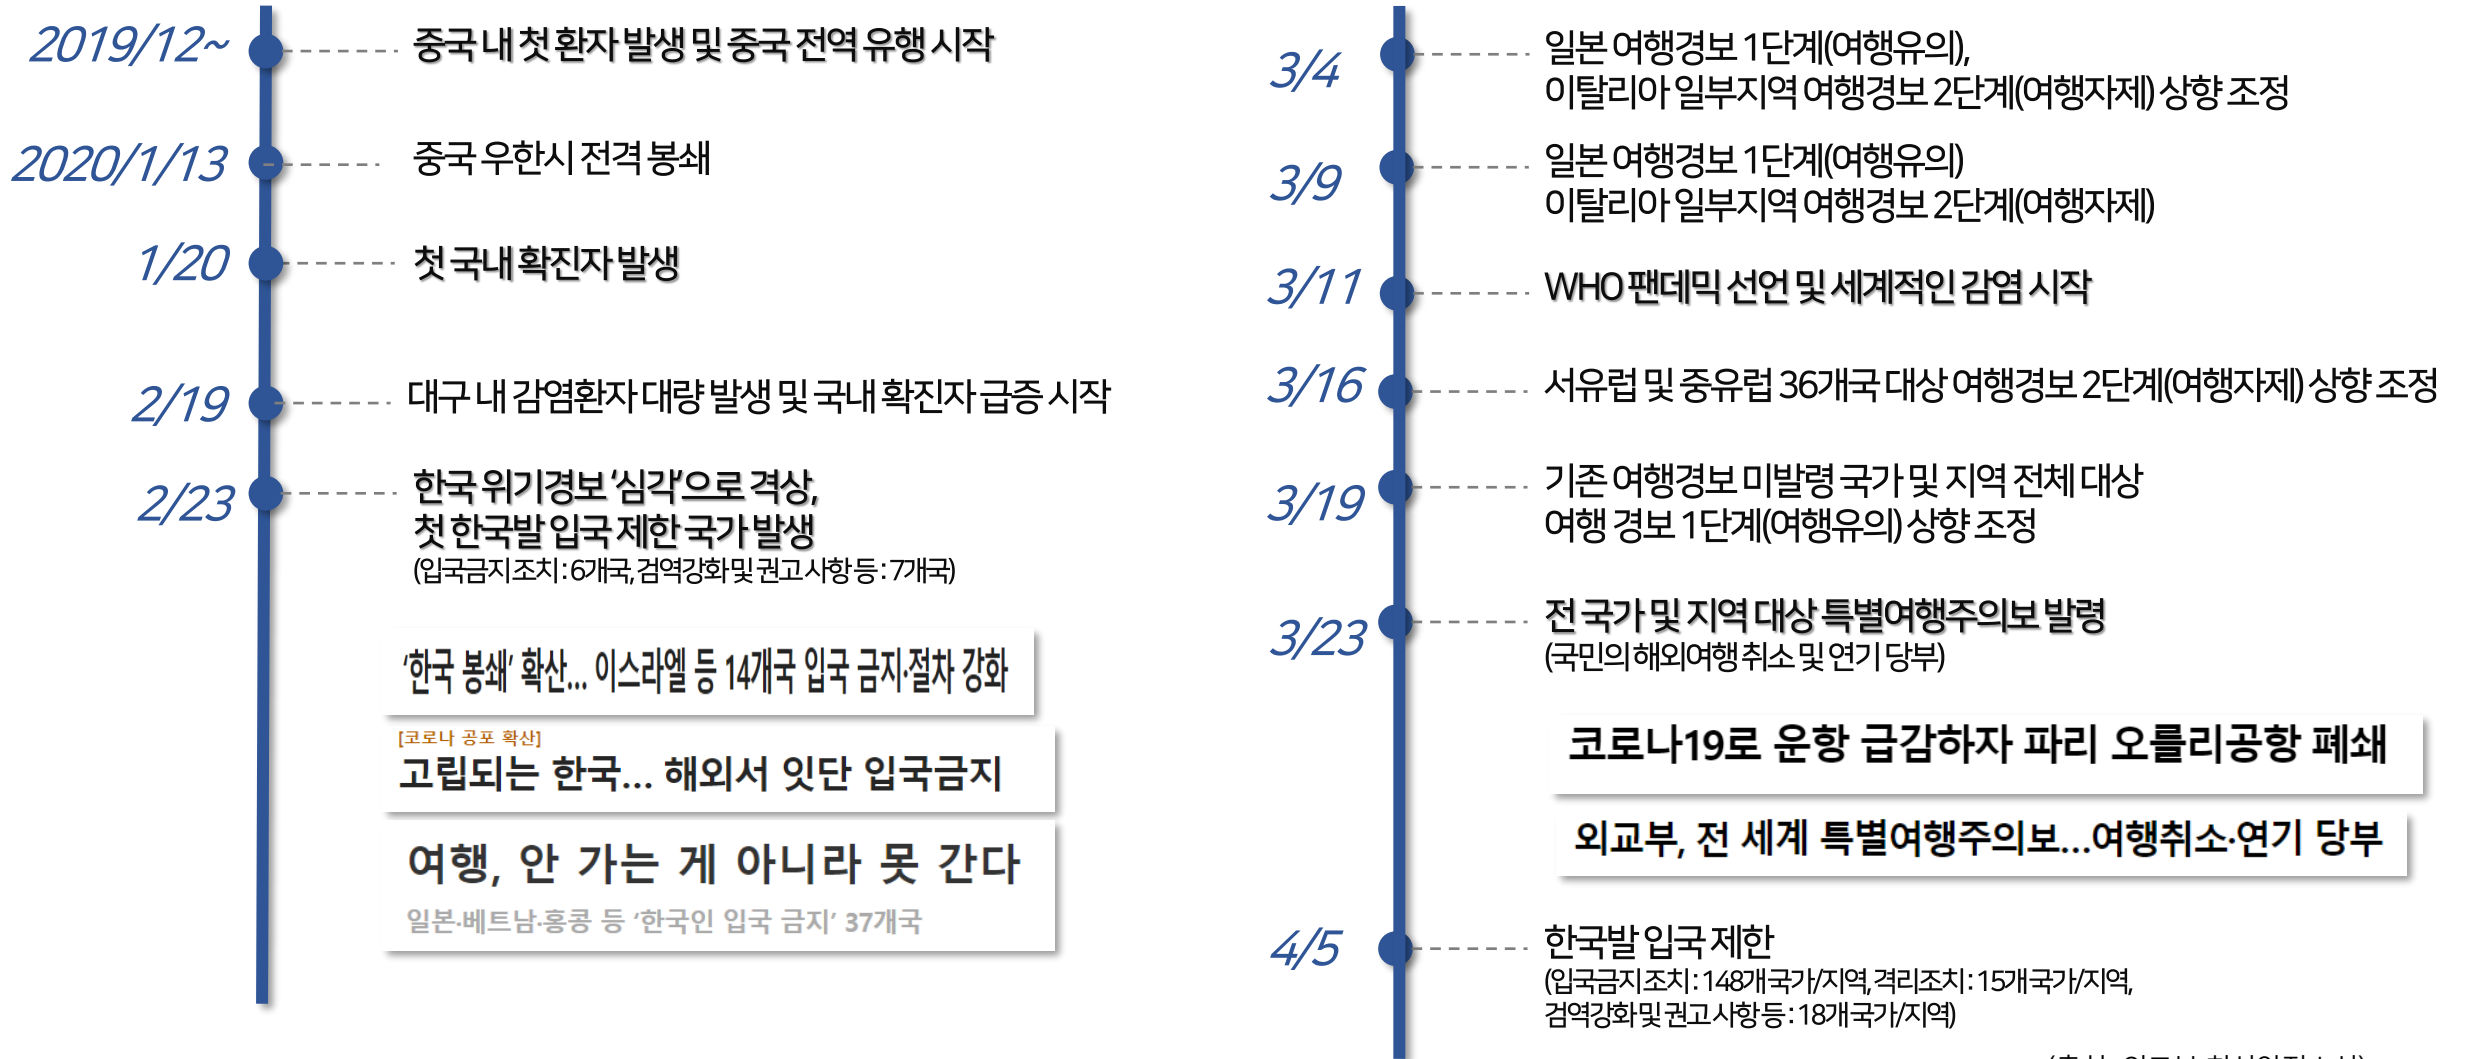 2019/12~
중국 내 첫 환자 발생 및 중국 전역 유행 시작
2020/1/13
중국 우한시 전격 봉쇄
1/20
첫 국내 확진자 발생
2/19
대구 내 감염환자 대량 발생 및 국내 확진자 급증 시작
2/23
한국 위기경보 ‘심각’으로 격상,
첫 한국발 입국 제한 국가 발생
(입국금지 조치 : 6개국, 검역강화 및 권고 사항 등 : 7개국)
‘한국 봉쇄’ 확산... 이스라엘 등 14개국 입국 금지·절차 강화
[코로나 공포 확산]
고립되는 한국... 해외서 잇단 입국금지
여행, 안 가는 게 아니라 못 간다
일본·베트남·홍콩 등 ‘한국인 입국 금지’ 37개국
3/4
일본 여행경보 1단계(여행유의),
이탈리아 일부지역 여행경보 2단계(여행자제) 상향 조정
3/9
일본 여행경보 1단계(여행유의)
이탈리아 일부지역 여행경보 2단계(여행자제)
3/11
WHO 팬데믹 선언 및 세계적인 감염 시작
3/16
서유럽 및 중유럽 36개국 대상 여행경보 2단계(여행자제) 상향 조정
3/19
기존 여행경보 미발령 국가 및 지역 전체 대상
여행 경보 1단계(여행유의) 상향 조정
3/23
전 국가 및 지역 대상 특별여행주의보 발령
(국민의 해외여행 취소 및 연기 당부)
코로나19로 운항 급감하자 파리 오를리공항 폐쇄
외교부, 전 세계 특별여행주의보...여행취소·연기 당부
4/5
한국발 입국 제한
(입국금지 조치 : 148개 국가/지역, 격리조치 : 15개 국가/지역,
검역강화 및 권고 사항 등 : 18개 국가/지역)